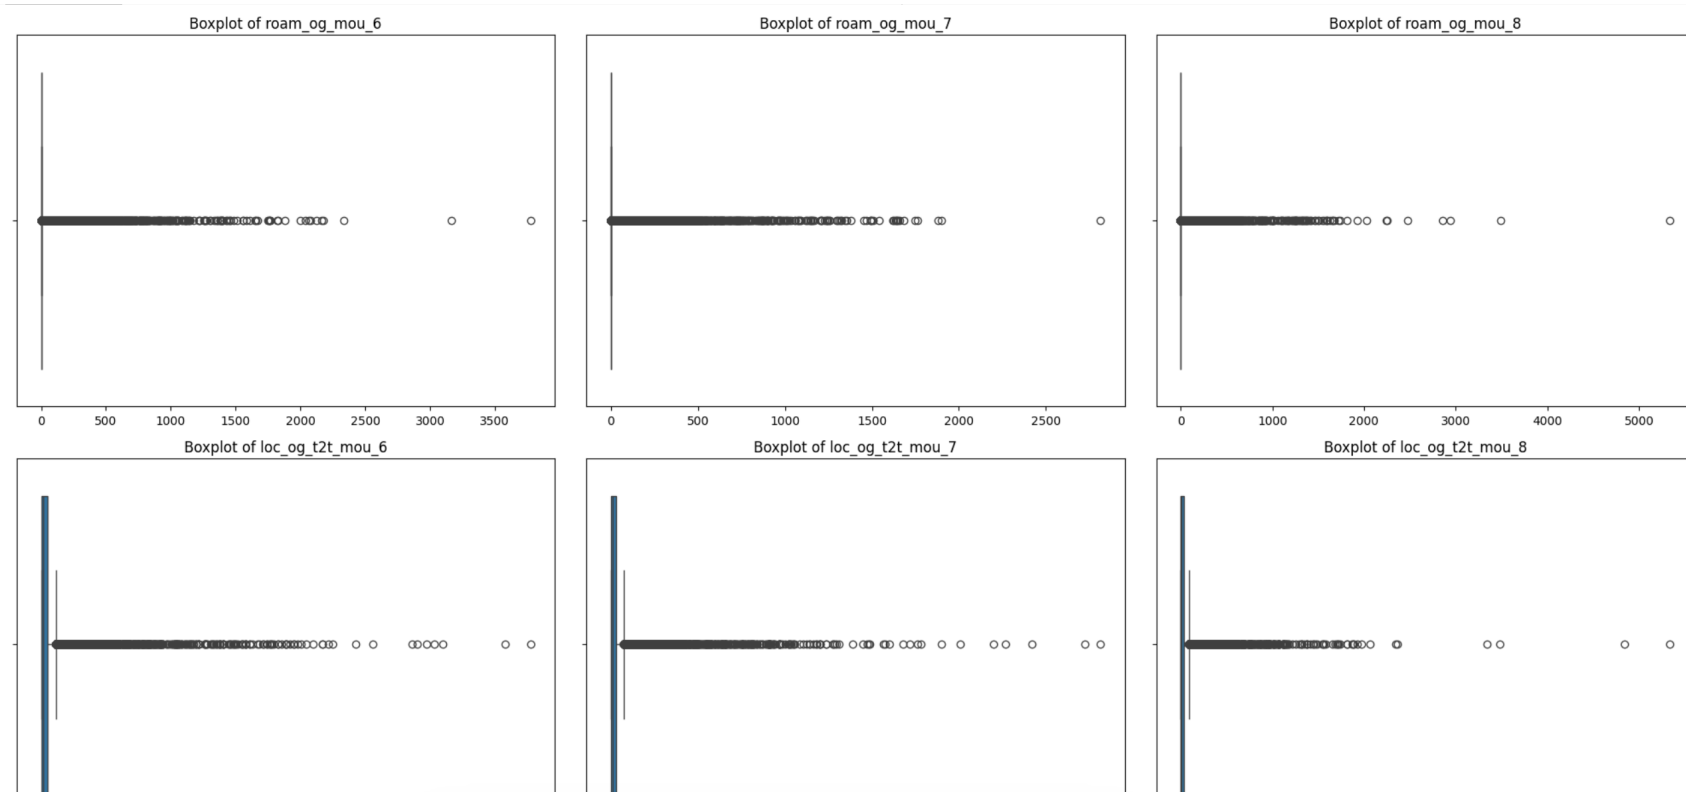 Boxplot of roam_og_mou_6 Boxplot of roam_og_mou_7 Boxplot of roam_og_mou_8
0 500 1000 1500 2000 2500 3000 3500 0 500 1000 1500 2000 2500 0 1000 2000 3000 4000 5000
Boxplot of loc_og_t2t_mou_6 Boxplot of loc_og_t2t_mou_7 Boxplot of loc_og_t2t_mou_8